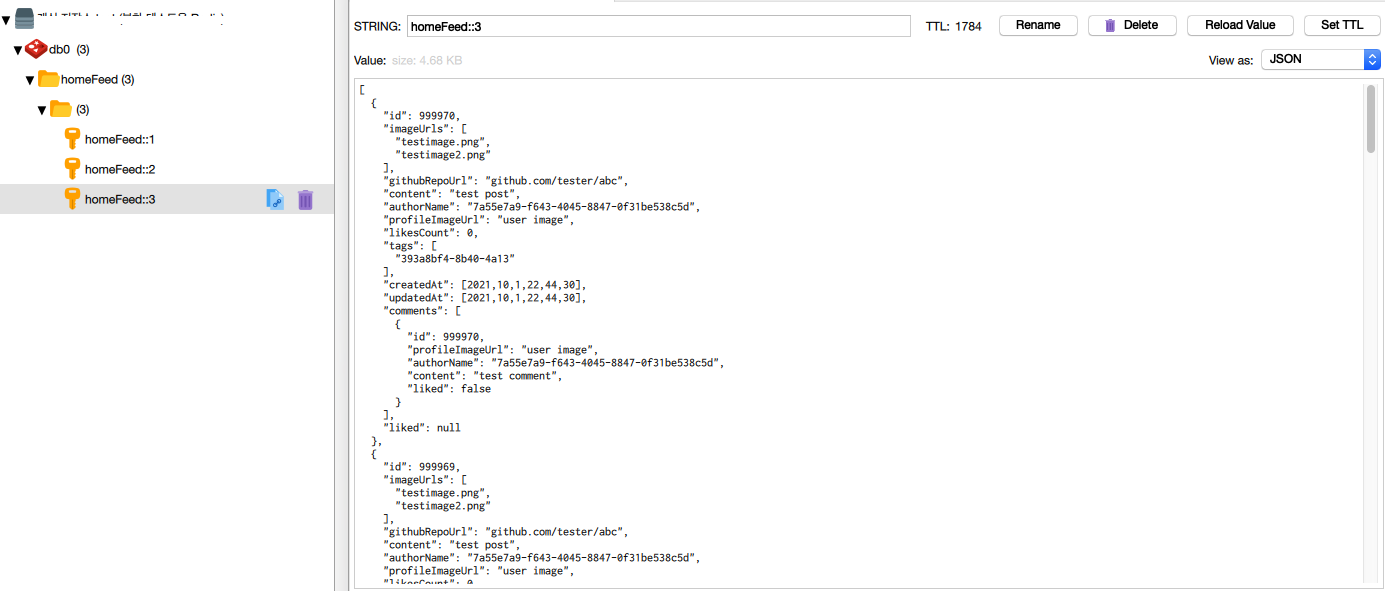 db0 (3)
homeFeed (3)
(3)
homeFeed::1
homeFeed::2
homeFeed::3
STRING: homeFeed::3 TTL: 1784 Rename Delete Reload Value Set TTL
Value: size: 4.68 KB View as: JSON
[
{
"id": 999970,
"imageUrls": [
"testimage.png",
"testimage2.png"
],
"githubRepoUrl": "github.com/tester/abc",
"content": "test post",
"authorName": "7a55e7a9-f643-4045-8847-0f31be538c5d",
"profileImageUrl": "user image",
"likesCount": 0,
"tags": [
"393a8bf4-8b40-4a13"
],
"createdAt": [2021,10,1,22,44,30],
"updatedAt": [2021,10,1,22,44,30],
"comments": [
{
"id": 999970,
"profileImageUrl": "user image",
"authorName": "7a55e7a9-f643-4045-8847-0f31be538c5d",
"content": "test comment",
"liked": false
}
],
"liked": null
},
{
"id": 999969,
"imageUrls": [
"testimage.png",
"testimage2.png"
],
"githubRepoUrl": "github.com/tester/abc",
"content": "test post",
"authorName": "7a55e7a9-f643-4045-8847-0f31be538c5d",
"profileImageUrl": "user image",
"likesCount": 0